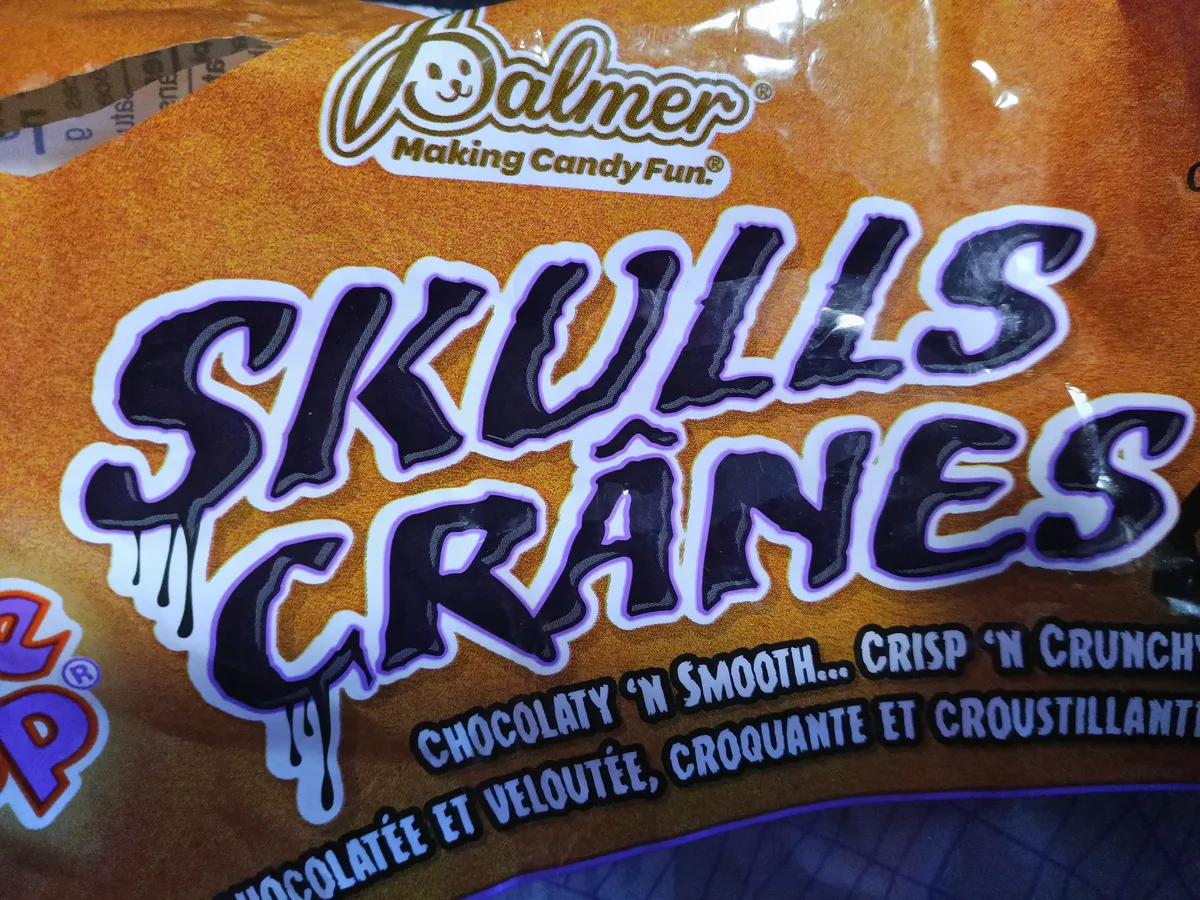 Palmer®
Making Candy Fun.®
SKULLS
CRÂNES
CHOCOLATY 'N SMOOTH... CRISP 'N CRUNCHY
CHOCOLATÉE ET VELOUTÉE, CROQUANTE ET CROUSTILLANTE